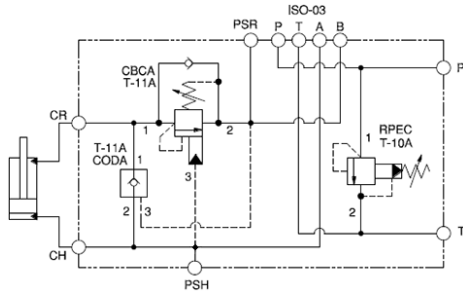 ISO-03
PSR P T A B
CBCA
T-11A
P
CR
1 2
RPEC
T-10A
1
T-11A
CODA
1
3
2 3
2
T
CH
PSH